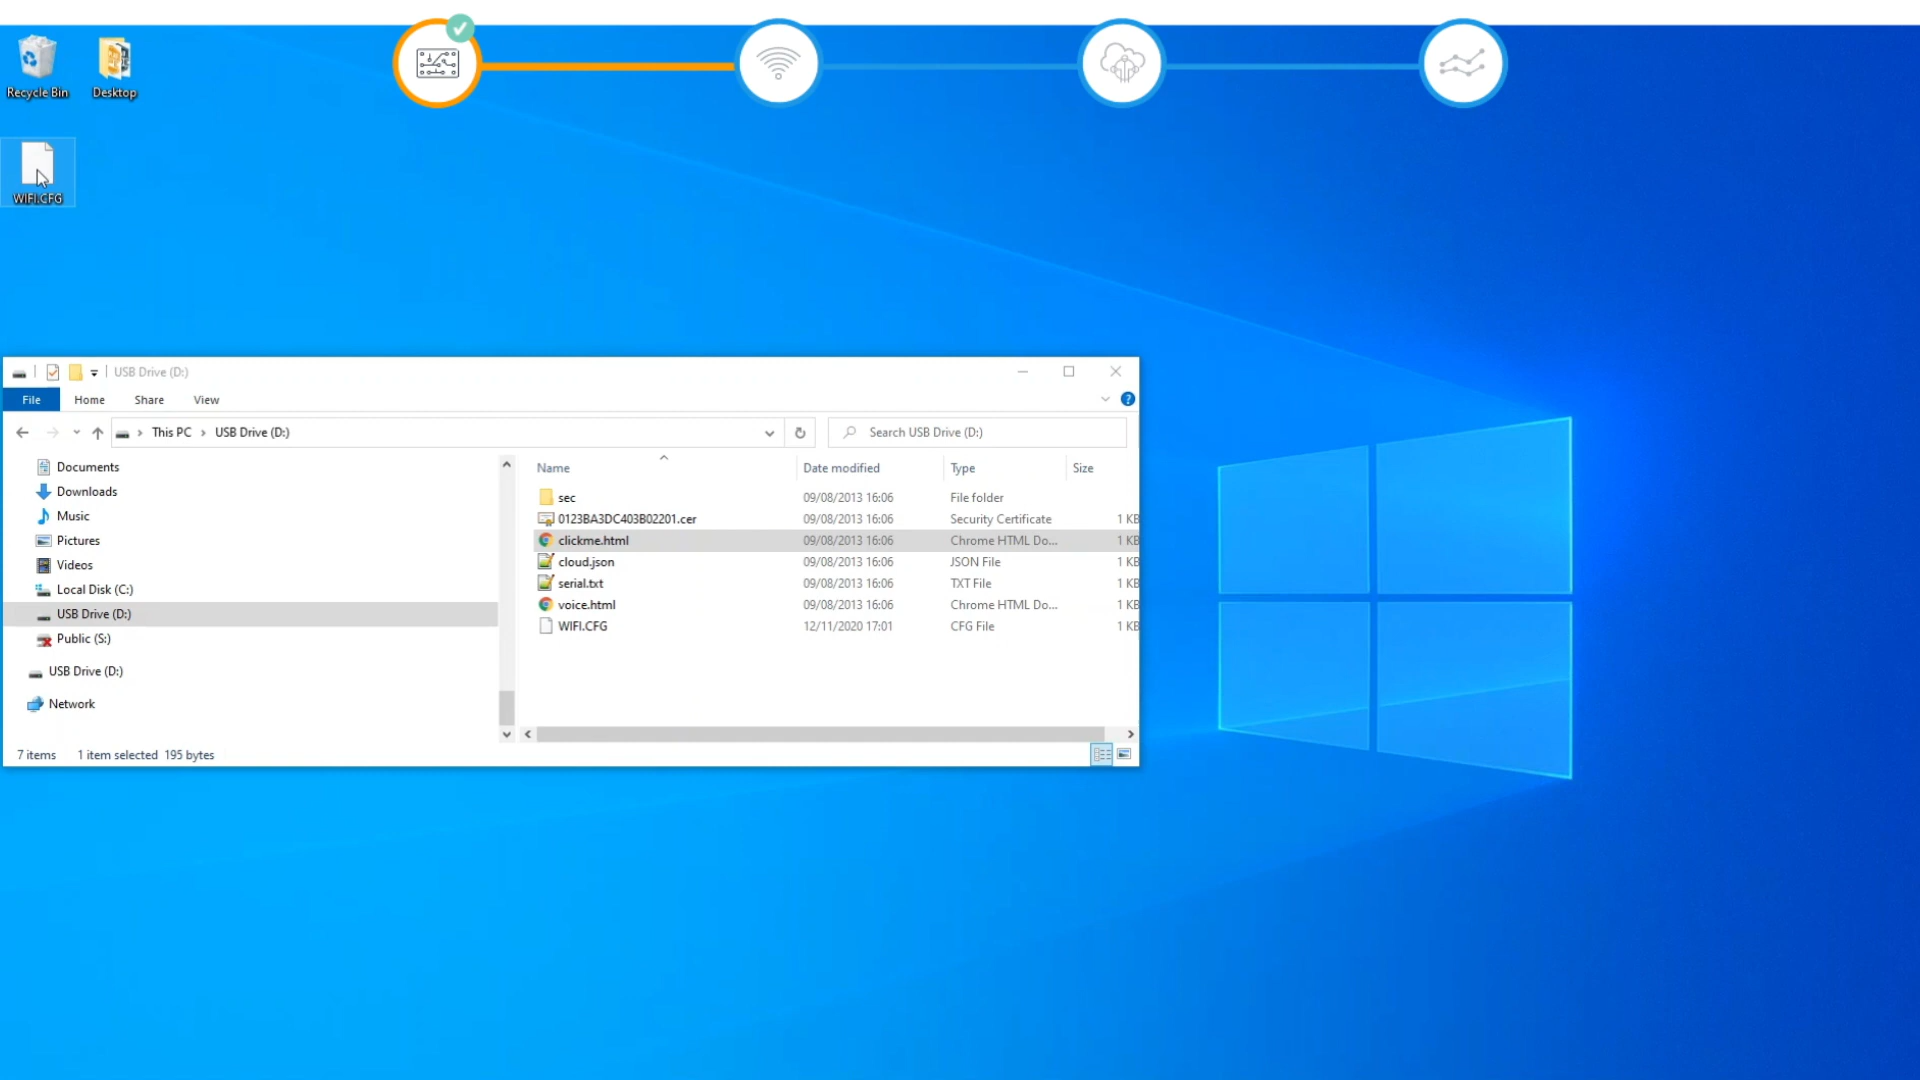 Recycle Bin
Desktop
WIFI.CFG
USB Drive (D:)
File Home Share View
This PC > USB Drive (D:)
Search USB Drive (D:)
Documents
Downloads
Music
Pictures
Videos
Local Disk (C:)
USB Drive (D:)
Public (S:)
USB Drive (D:)
Network
Name Date modified Type Size
sec 09/08/2013 16:06 File folder
0123BA3DC403B02201.cer 09/08/2013 16:06 Security Certificate 1 KB
clickme.html 09/08/2013 16:06 Chrome HTML Do... 1 KB
cloud.json 09/08/2013 16:06 JSON File 1 KB
serial.txt 09/08/2013 16:06 TXT File 1 KB
voice.html 09/08/2013 16:06 Chrome HTML Do... 1 KB
WIFI.CFG 12/11/2020 17:01 CFG File 1 KB
7 items 1 item selected 195 bytes